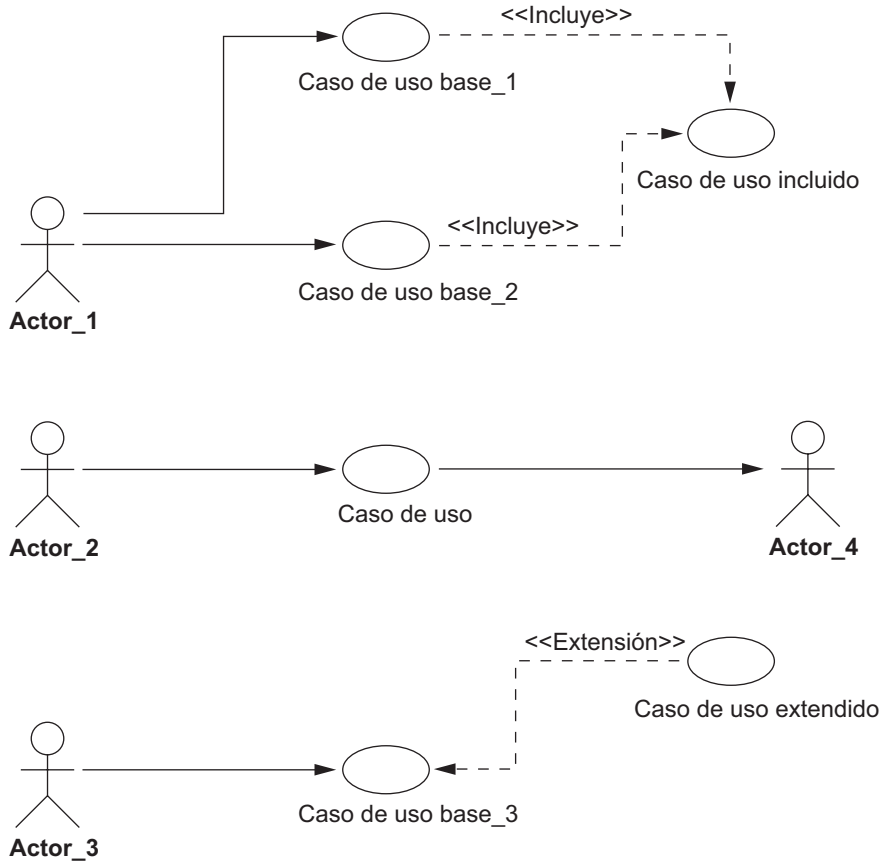 <<Incluye>>
Caso de uso base_1
Caso de uso incluido
<<Incluye>>
Caso de uso base_2
Actor_1
Caso de uso
Actor_2
Actor_4
<<Extensión>>
Caso de uso extendido
Caso de uso base_3
Actor_3